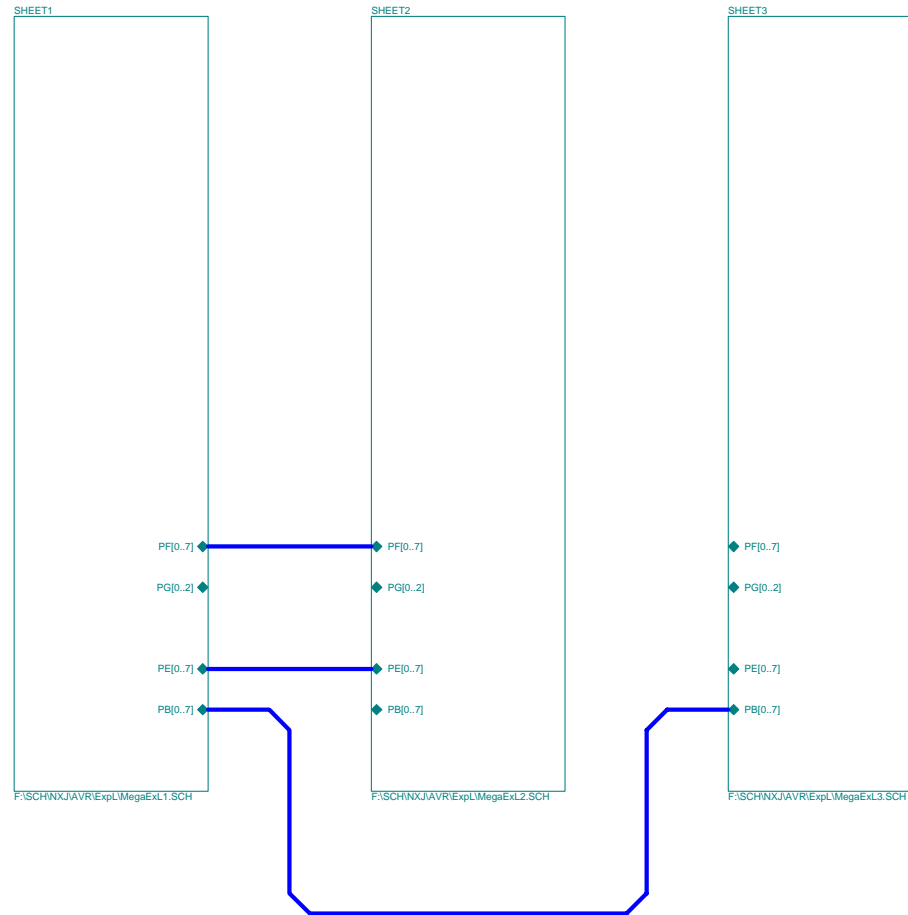 SHEET1
SHEET2
SHEET3
PF[0..7]
PF[0..7]
PF[0..7]
PG[0..2]
PG[0..2]
PG[0..2]
PE[0..7]
PE[0..7]
PE[0..7]
PB[0..7]
PB[0..7]
PB[0..7]
F:\SCH\NXJ\AVR\ExpL\MegaExL1.SCH
F:\SCH\NXJ\AVR\ExpL\MegaExL2.SCH
F:\SCH\NXJ\AVR\ExpL\MegaExL3.SCH